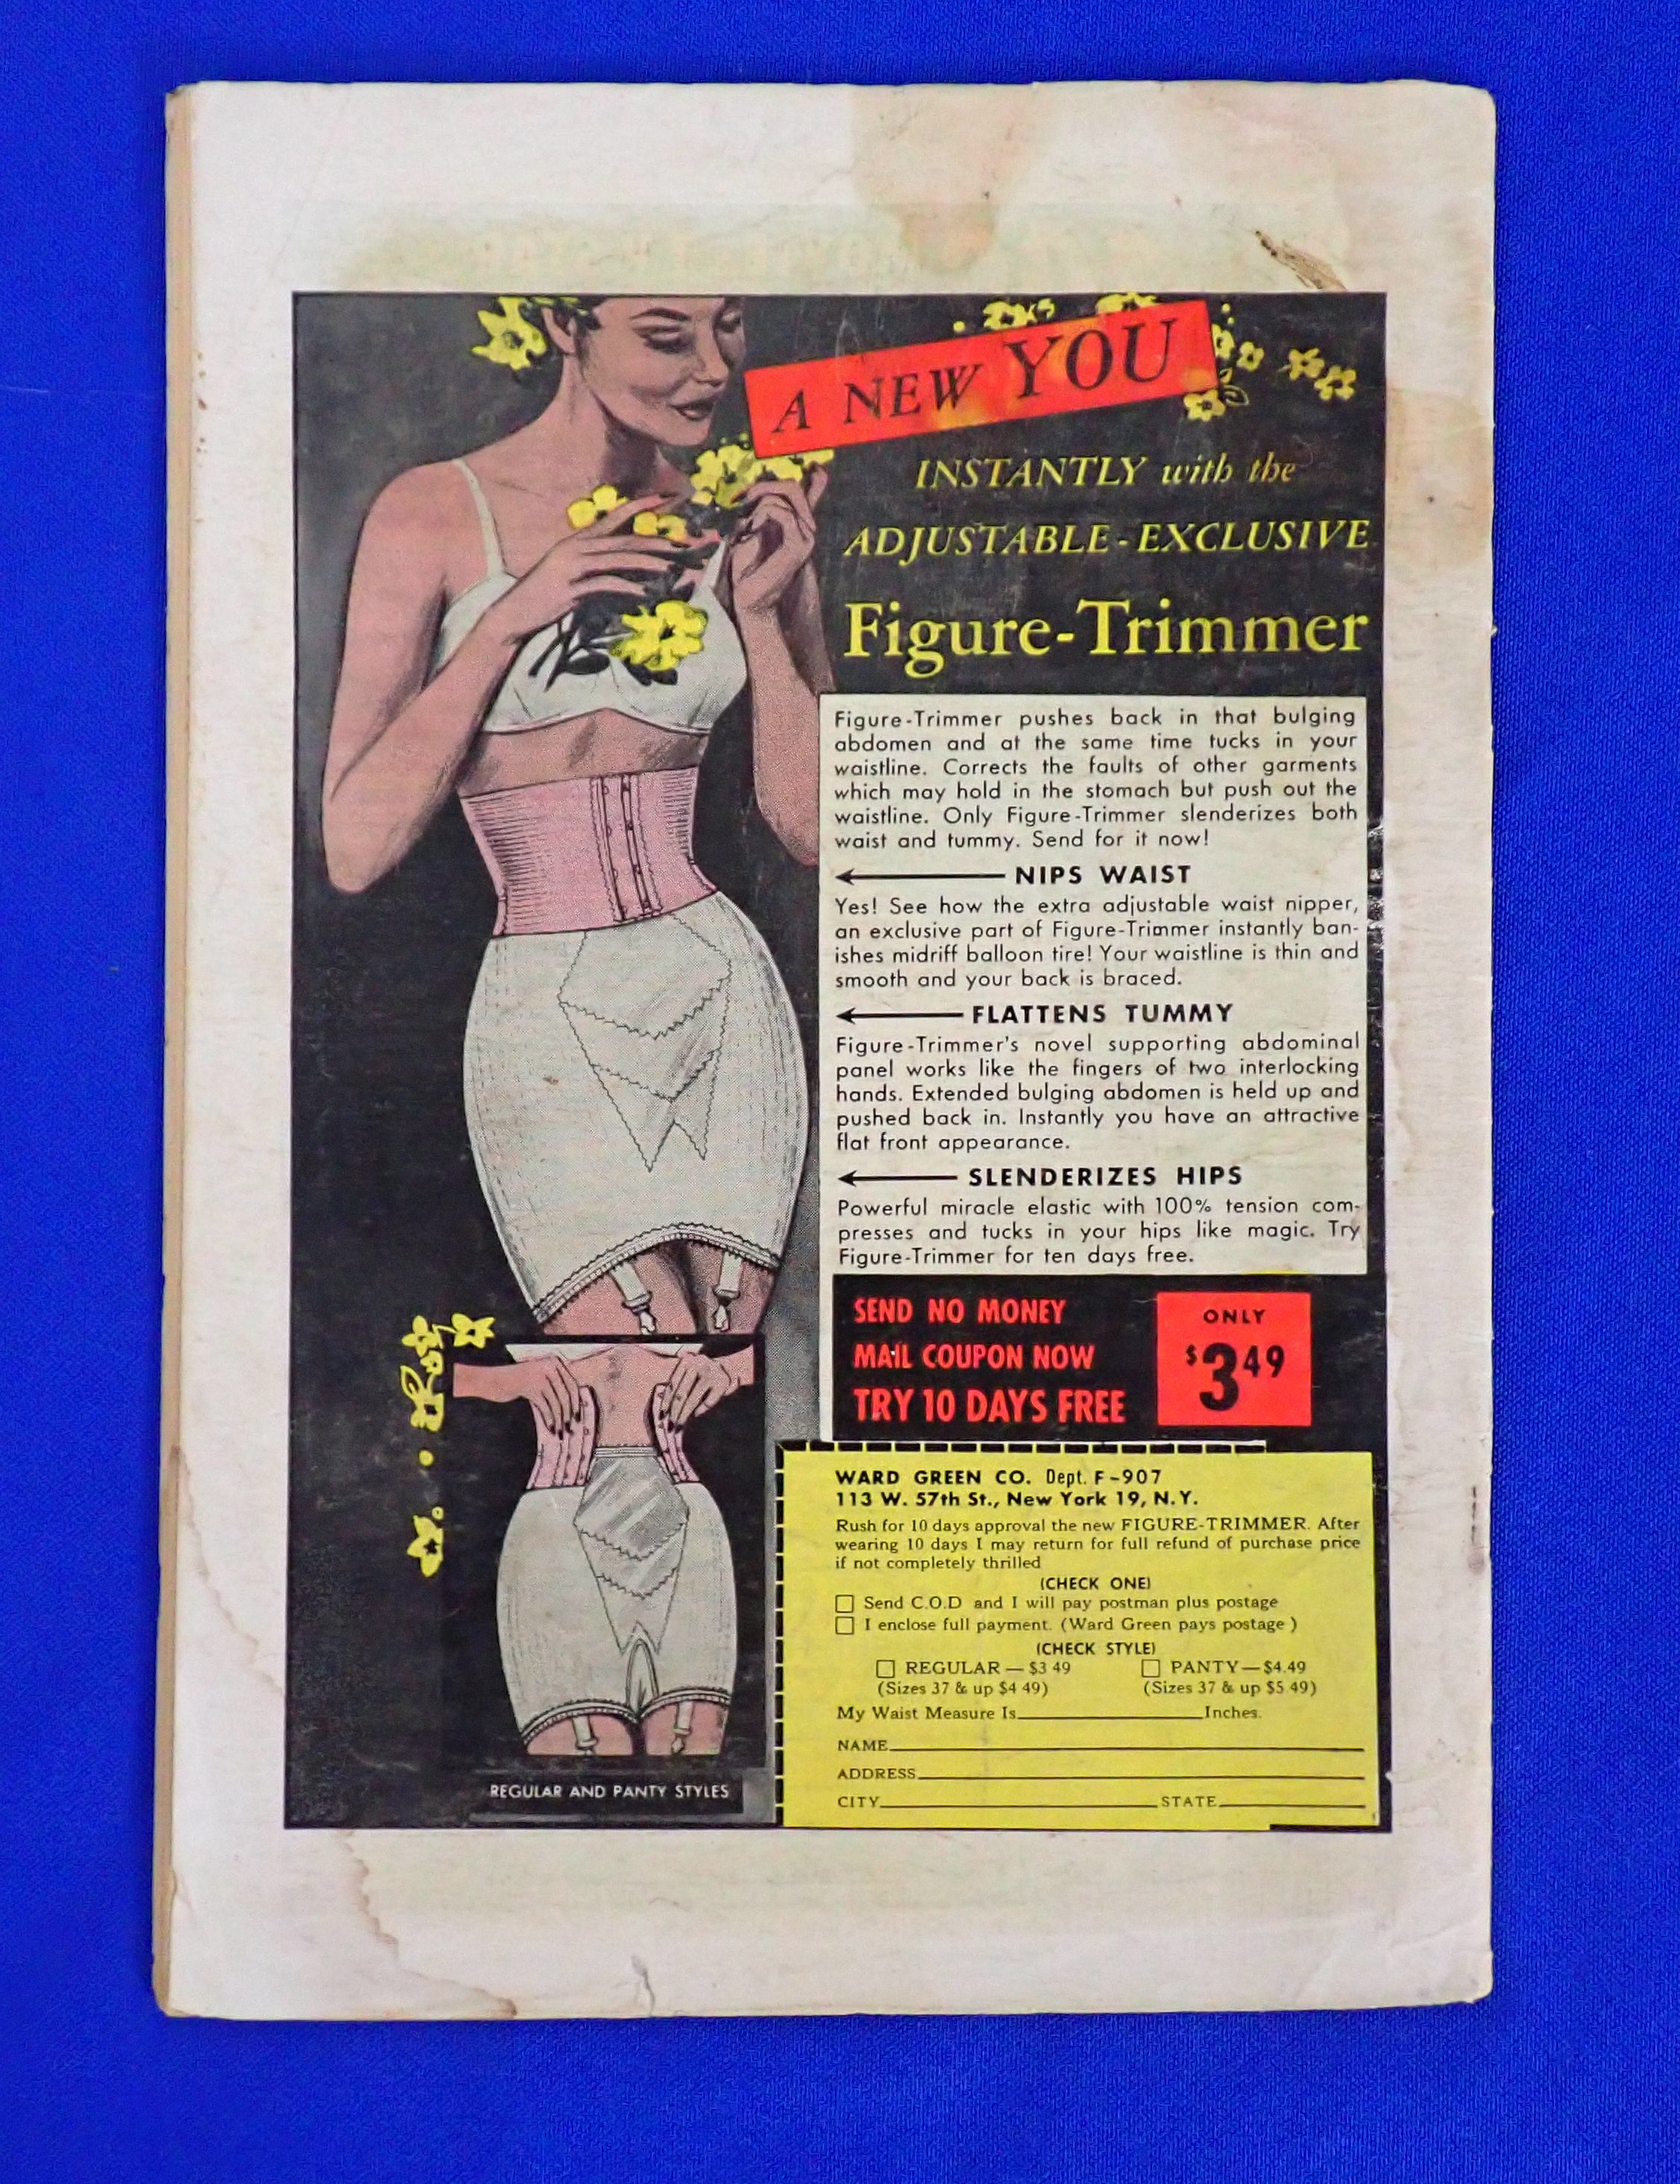 A NEW YOU
INSTANTLY with the
ADJUSTABLE-EXCLUSIVE
Figure-Trimmer
Figure-Trimmer pushes back in that bulging
abdomen and at the same time tucks in your
waistline. Corrects the faults of other garments
which may hold in the stomach but push out the
waistline. Only Figure-Trimmer slenderizes both
waist and tummy. Send for it now!
NIPS WAIST
Yes! See how the extra adjustable waist nipper,
an exclusive part of Figure-Trimmer instantly ban-
ishes midriff balloon tire! Your waistline is thin and
smooth and your back is braced.
FLATTENS TUMMY
Figure-Trimmer's novel supporting abdominal
panel works like the fingers of two interlocking
hands. Extended bulging abdomen is held up and
pushed back in. Instantly you have an attractive
flat front appearance.
SLENDERIZES HIPS
Powerful miracle elastic with 100% tension com-
presses and tucks in your hips like magic. Try
Figure-Trimmer for ten days free.
SEND NO MONEY
MAIL COUPON NOW
TRY 10 DAYS FREE
ONLY
$3 49
WARD GREEN CO. Dept. F-907
113 W. 57th St., New York 19, N.Y.
Rush for 10 days approval the new FIGURE-TRIMMER. After
wearing 10 days I may return for full refund of purchase price
if not completely thrilled
(CHECK ONE)
Send C.O.D and I will pay postman plus postage
I enclose full payment. (Ward Green pays postage )
(CHECK STYLE)
REGULAR — $3 49 PANTY — $4.49
(Sizes 37 & up $4 49) (Sizes 37 & up $5 49)
My Waist Measure Is Inches.
NAME
ADDRESS
CITY STATE
REGULAR AND PANTY STYLES